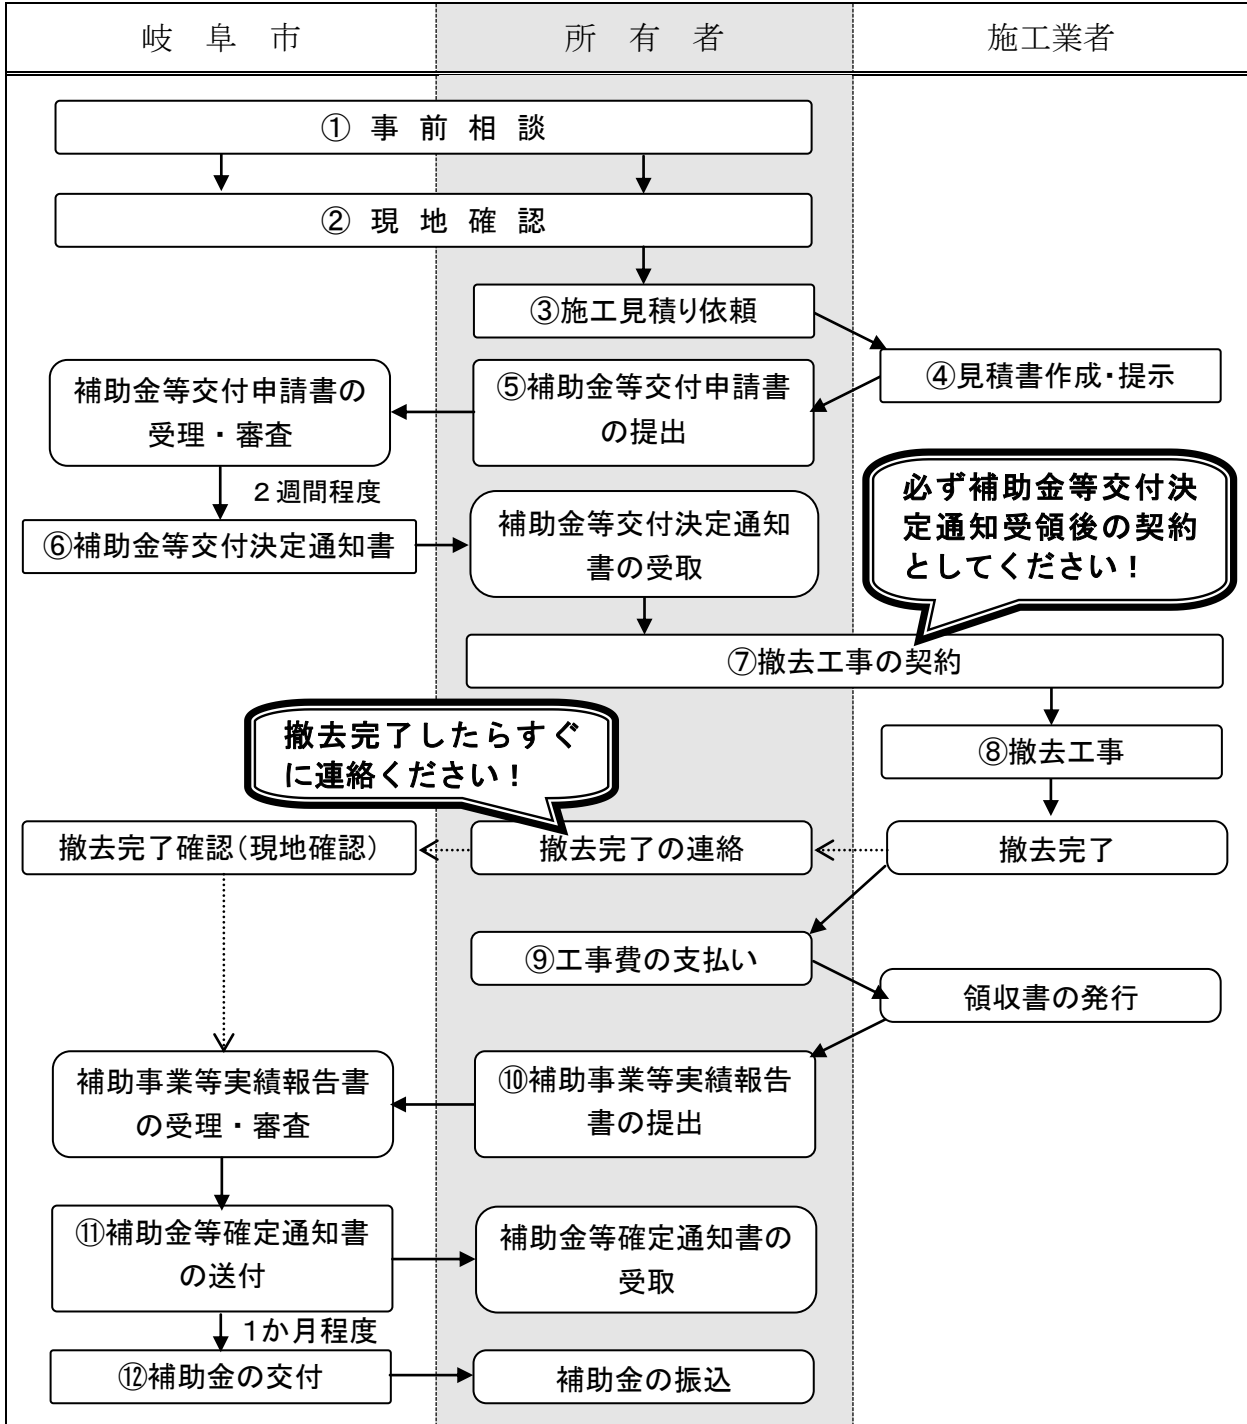 岐　阜　市
所　有　者
施工業者
① 事 前 相 談
② 現 地 確 認
③施工見積り依頼
④見積書作成・提示
補助金等交付申請書の
受理・審査
⑤補助金等交付申請書
の提出
２週間程度
必ず補助金等交付決
定通知受領後の契約
としてください！
⑥補助金等交付決定通知書
補助金等交付決定通知
書の受取
⑦撤去工事の契約
撤去完了したらすぐ
に連絡ください！
⑧撤去工事
撤去完了確認（現地確認）
撤去完了の連絡
撤去完了
⑨工事費の支払い
領収書の発行
補助事業等実績報告書
の受理・審査
⑩補助事業等実績報告
書の提出
⑪補助金等確定通知書
の送付
補助金等確定通知書の
受取
1か月程度
⑫補助金の交付
補助金の振込